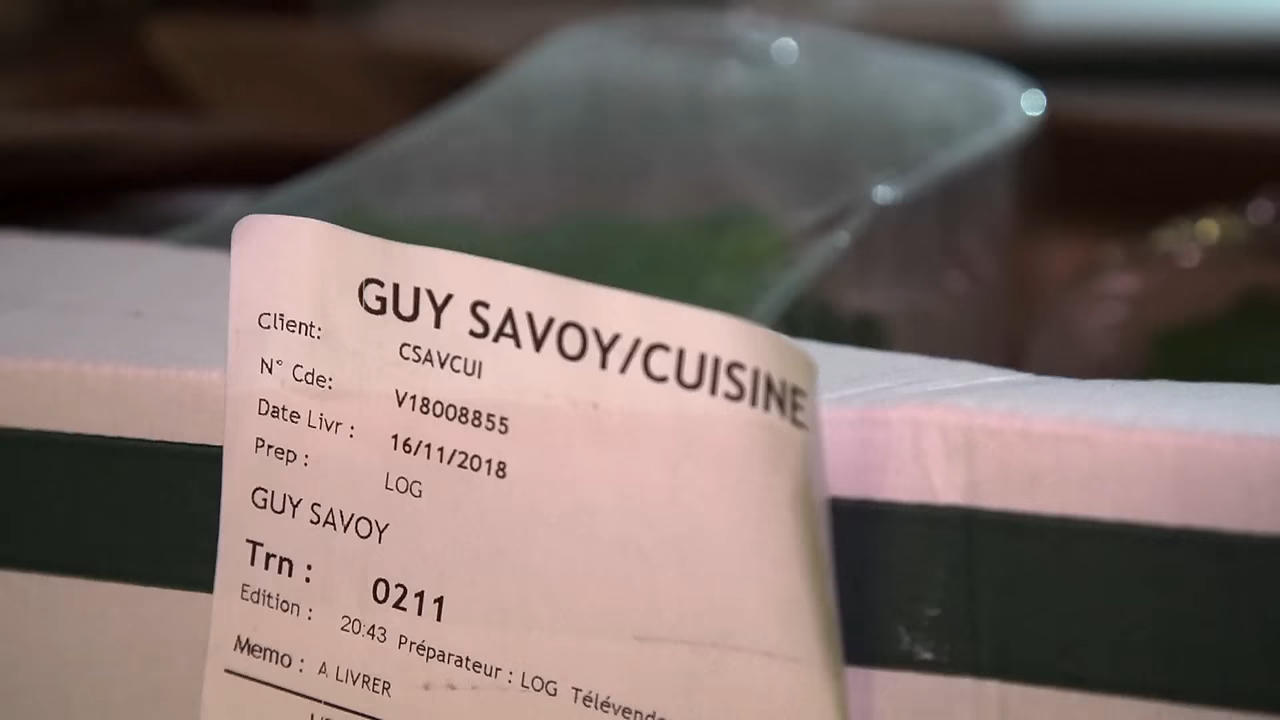 GUY SAVOY/CUISINE
Client: CSAVCUI
N° Cde: V18008855
Date Livr : 16/11/2018
Prep : LOG
GUY SAVOY
Trn : 0211
Edition : 20:43 Préparateur : LOG
Memo : A LIVRER